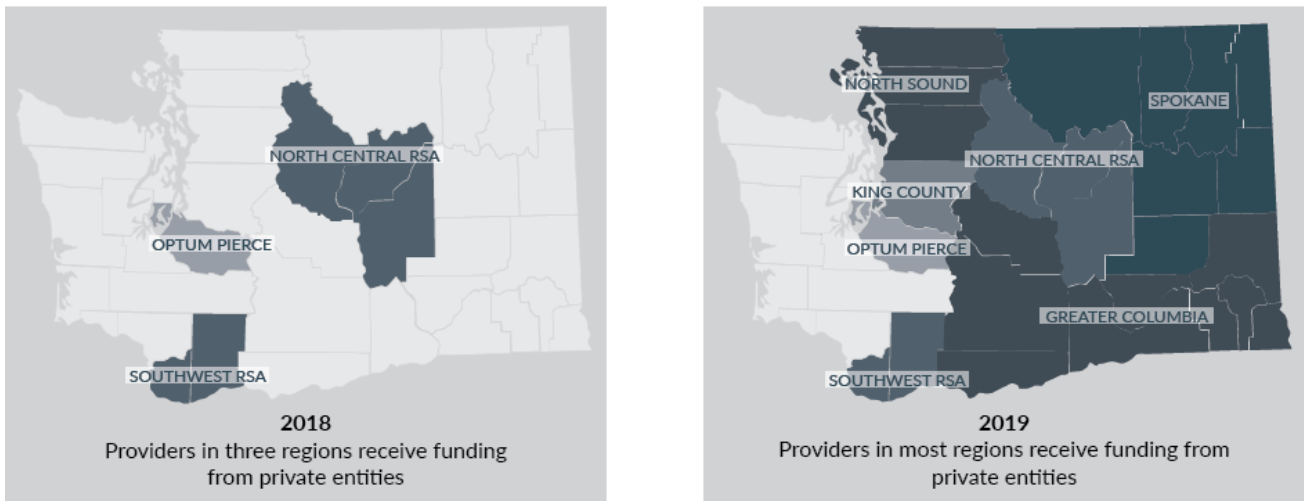 NORTH CENTRAL RSA
OPTUM PIERCE
SOUTHWEST RSA
2018
Providers in three regions receive funding
from private entities
NORTH SOUND
SPOKANE
NORTH CENTRAL RSA
KING COUNTY
OPTUM PIERCE
GREATER COLUMBIA
SOUTHWEST RSA
2019
Providers in most regions receive funding from
private entities